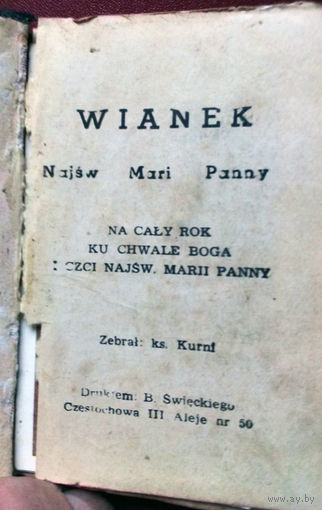 WIANEK
Najśw Mari Panny
NA CAŁY ROK
KU CHWALE BOGA
I CZCI NAJŚW. MARII PANNY
Zebrał: ks. Kurnf
Drukiem: B. Święckiego
Częstochowa III Aleje nr 50
www.ay.by